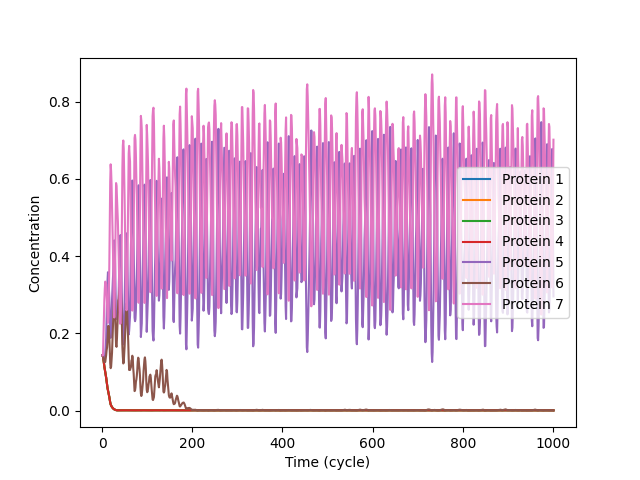 Concentration
0.8
0.6
0.4
0.2
0.0
Protein 1
Protein 2
Protein 3
Protein 4
Protein 5
Protein 6
Protein 7
0 200 400 600 800 1000
Time (cycle)